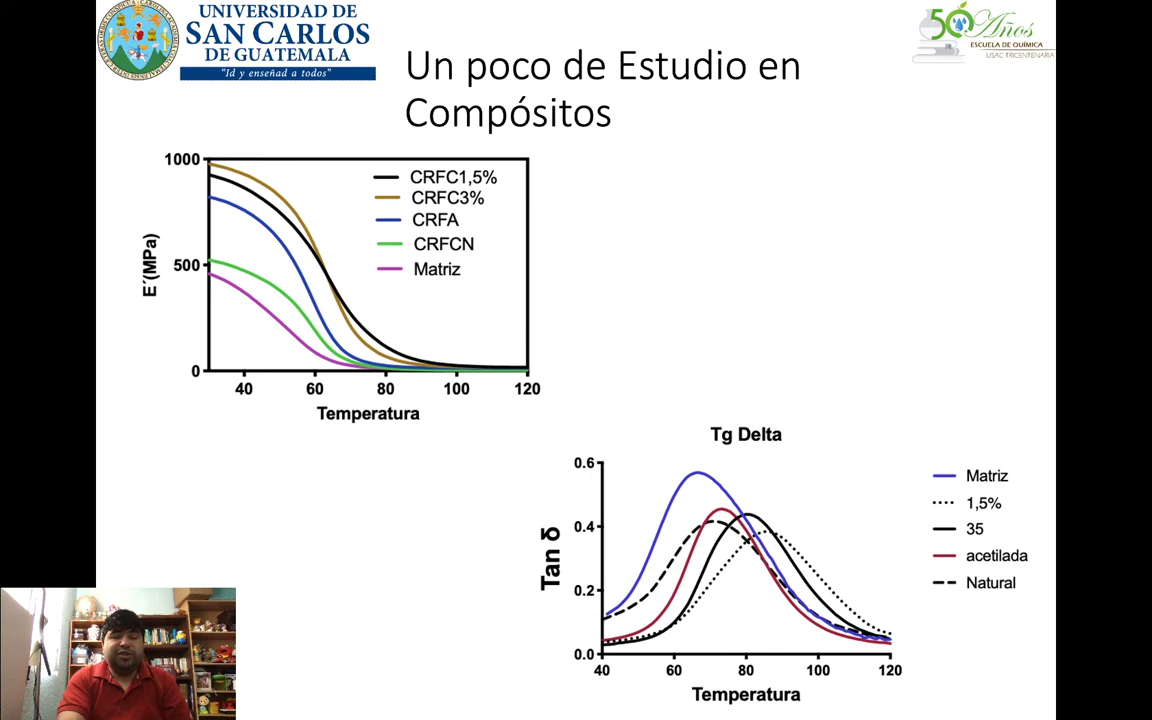 UNIVERSIDAD DE
SAN CARLOS
DE GUATEMALA
"Id y enseñad a todos"
50 Años
ESCUELA DE QUÍMICA
USAC TRICENTENARIA
Un poco de Estudio en
Compósitos
1000
500
0
E´(MPa)
CRFC1,5%
CRFC3%
CRFA
CRFCN
Matriz
40 60 80 100 120
Temperatura
Tg Delta
0.6
0.4
0.2
0.0
Tan δ
40 60 80 100 120
Temperatura
Matriz
1,5%
35
acetilada
Natural